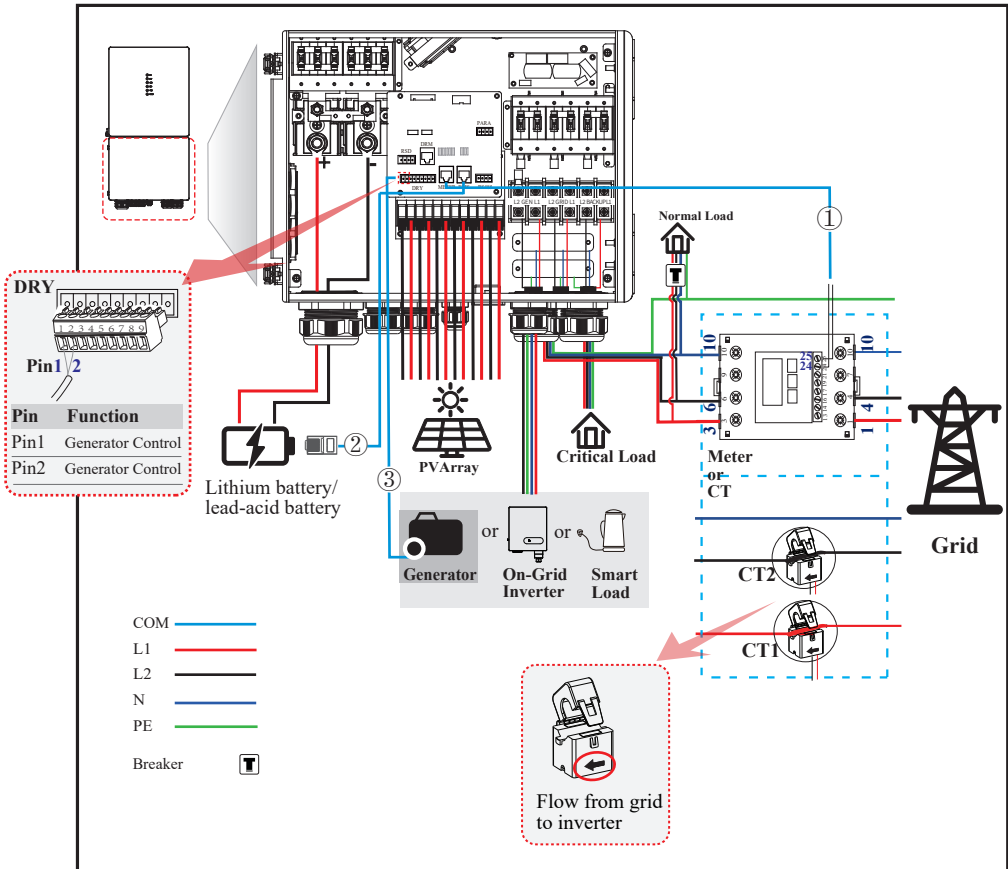 PARA
DRM
RSD
DRY
+
-
L2 GEN L1
L2 GRID L1
L2 BACKUP L1
Normal Load
T
①
DRY
1 2 3 4 5 6 7 8 9
Pin1 2
Pin Function
Pin1 Generator Control
Pin2 Generator Control
10
10
25
24
6
4
3
1
Meter
or
CT
②
③
Lithium battery/
lead-acid battery
PVArray
Critical Load
Grid
or
or
Generator
On-Grid
Inverter
Smart
Load
CT2
CT1
COM
L1
L2
N
PE
Breaker
T
Flow from grid
to inverter